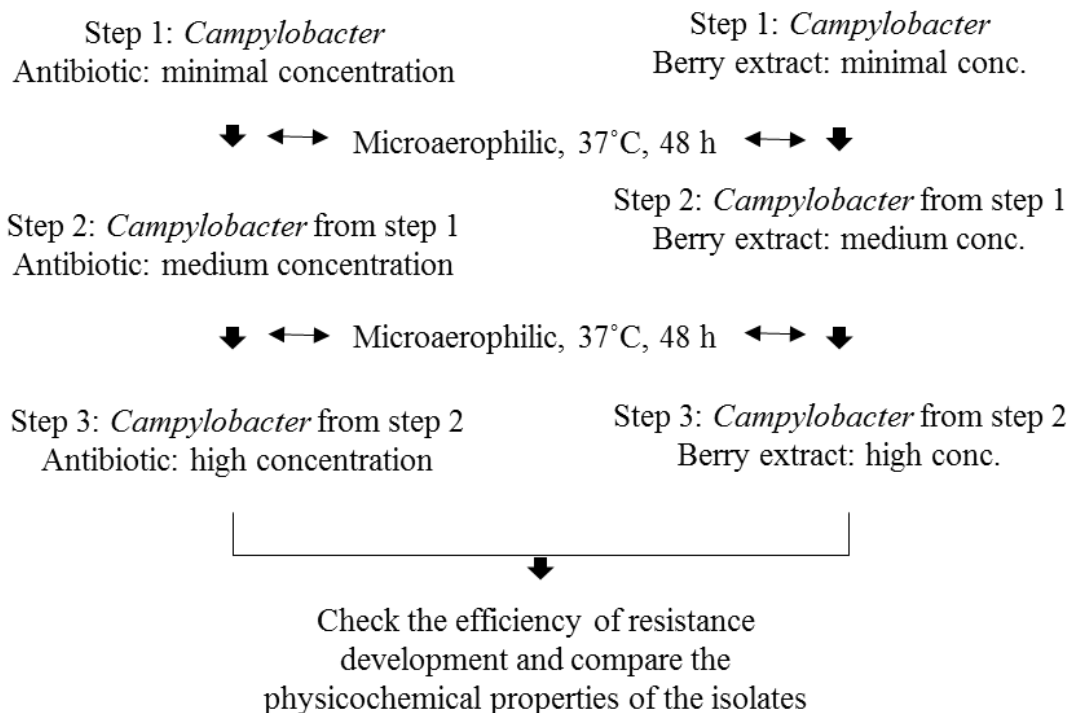 Step 1: Campylobacter
Antibiotic: minimal concentration
Step 1: Campylobacter
Berry extract: minimal conc.
Microaerophilic, 37˚C, 48 h
Step 2: Campylobacter from step 1
Antibiotic: medium concentration
Step 2: Campylobacter from step 1
Berry extract: medium conc.
Microaerophilic, 37˚C, 48 h
Step 3: Campylobacter from step 2
Antibiotic: high concentration
Step 3: Campylobacter from step 2
Berry extract: high conc.
Check the efficiency of resistance
development and compare the
physicochemical properties of the isolates